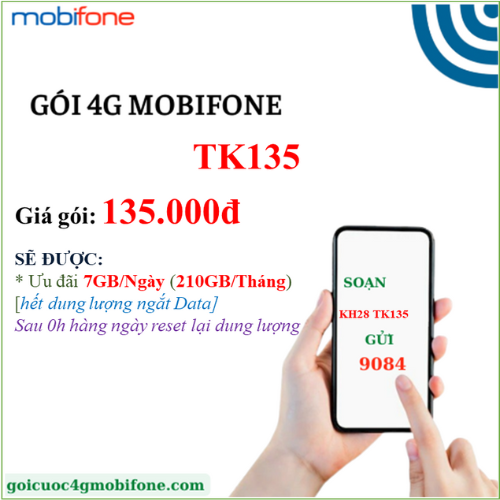 mobifone
GÓI 4G MOBIFONE
TK135
Giá gói: 135.000đ
SẼ ĐƯỢC:
* Ưu đãi 7GB/Ngày (210GB/Tháng)
[hết dung lượng ngắt Data]
Sau 0h hàng ngày reset lại dung lượng
SOẠN
KH28 TK135
GỬI
9084
goicuoc4gmobifone.com